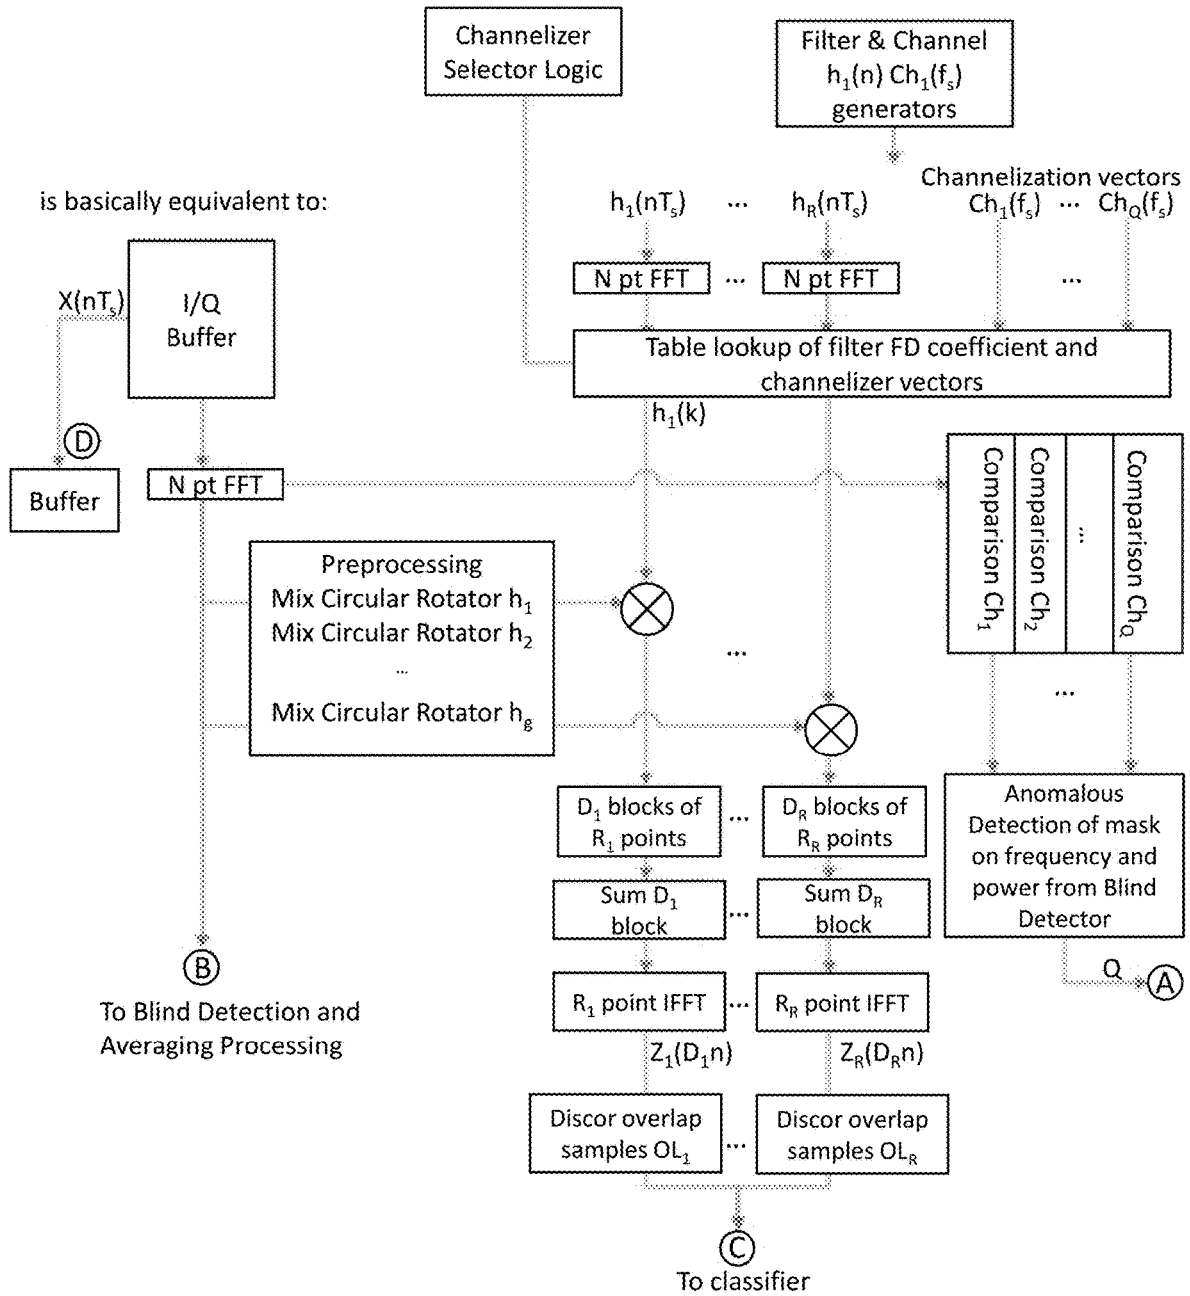 Channelizer
Selector Logic
Filter & Channel
h1(n) Ch1(fs)
generators
is basically equivalent to:
Channelization vectors
h1(nTs) ... hR(nTs) Ch1(fs) ... ChQ(fs)
N pt FFT ... N pt FFT ...
X(nTs)
I/Q
Buffer
Table lookup of filter FD coefficient and
channelizer vectors
h1(k)
D
Buffer
N pt FFT
Comparison Ch1
Comparison Ch2
...
Comparison ChQ
Preprocessing
Mix Circular Rotator h1
Mix Circular Rotator h2
...
Mix Circular Rotator hg
...
...
D1 blocks of
R1 points
...
DR blocks of
RR points
Anomalous
Detection of mask
on frequency and
power from Blind
Detector
Sum D1
block
...
Sum DR
block
B
To Blind Detection and
Averaging Processing
Q
A
R1 point IFFT ... RR point IFFT
Z1(D1n) ZR(DRn)
Discor overlap
samples OL1
...
Discor overlap
samples OLR
C
To classifier